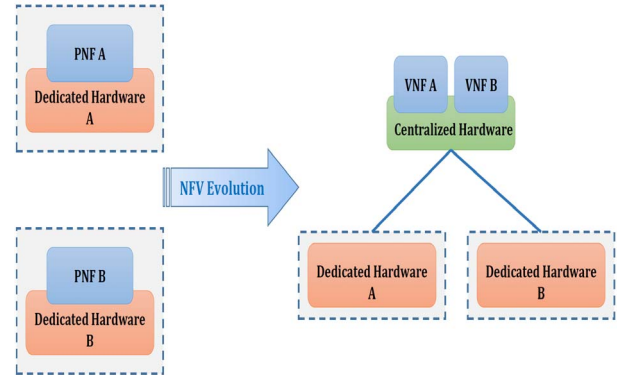 PNF A
Dedicated Hardware
A
NFV Evolution
PNF B
Dedicated Hardware
B
VNF A
VNF B
Centralized Hardware
Dedicated Hardware
A
Dedicated Hardware
B